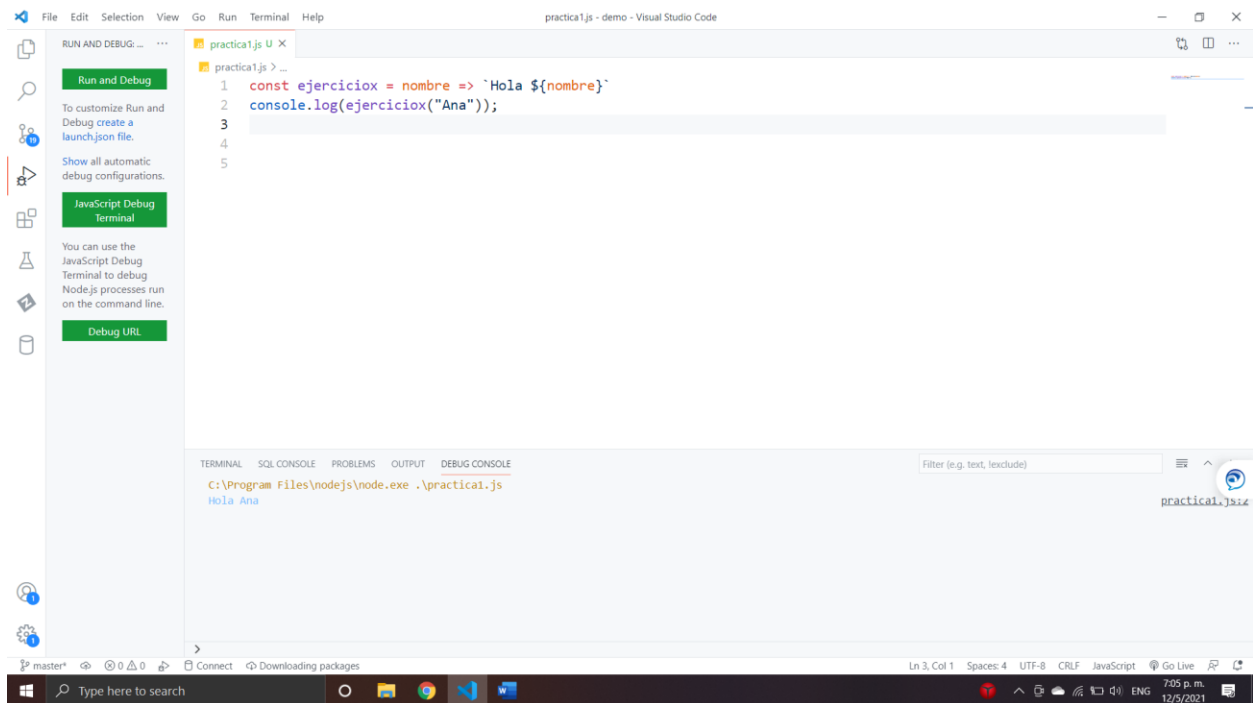 File Edit Selection View Go Run Terminal Help
practica1.js - demo - Visual Studio Code
RUN AND DEBUG: ... ···
practica1.js U ×
practica1.js > ...
Run and Debug
To customize Run and
Debug create a
launch.json file.
Show all automatic
debug configurations.
JavaScript Debug
Terminal
You can use the
JavaScript Debug
Terminal to debug
Node.js processes run
on the command line.
Debug URL
1 const ejerciciox = nombre => `Hola ${nombre}`
2 console.log(ejerciciox("Ana"));
3
4
5
19
TERMINAL SQL CONSOLE PROBLEMS OUTPUT DEBUG CONSOLE
Filter (e.g. text, !exclude)
C:\Program Files\nodejs\node.exe .\practica1.js
Hola Ana
practica1.js:2
1
1
>
master* 0 0 Connect Downloading packages
Ln 3, Col 1 Spaces: 4 UTF-8 CRLF JavaScript Go Live
Type here to search
W
ENG
7:05 p. m.
12/5/2021